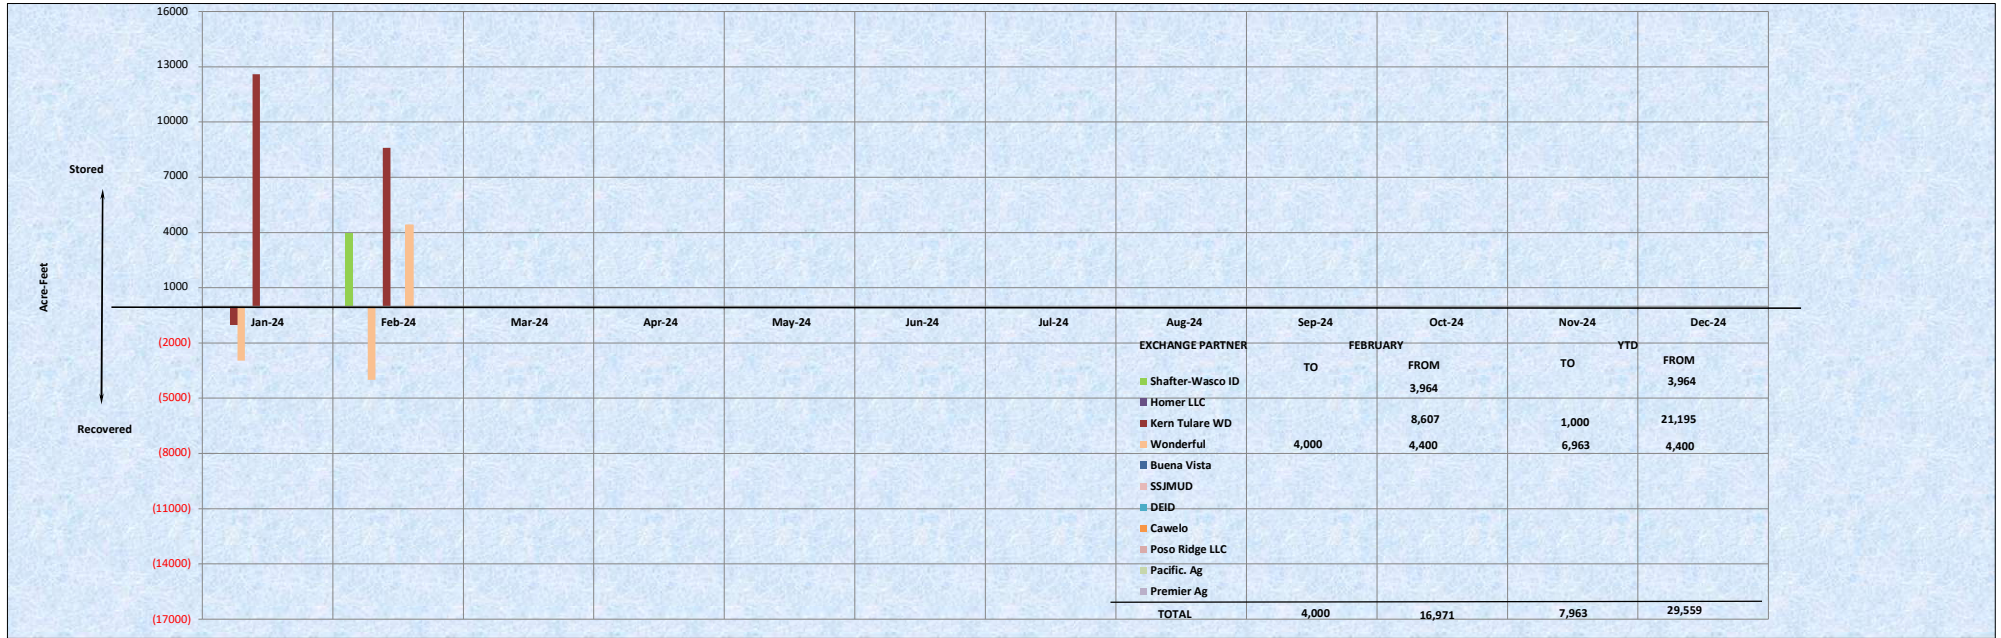 16000
13000
10000
7000
4000
1000
(2000)
(5000)
(8000)
(11000)
(14000)
(17000)
Stored
Acre-Feet
Recovered
Jan-24 Feb-24 Mar-24 Apr-24 May-24 Jun-24 Jul-24 Aug-24 Sep-24 Oct-24 Nov-24 Dec-24
EXCHANGE PARTNER FEBRUARY YTD
TO FROM TO FROM
Shafter-Wasco ID 3,964 3,964
Homer LLC
Kern Tulare WD 8,607 1,000 21,195
Wonderful 4,000 4,400 6,963 4,400
Buena Vista
SSJMUD
DEID
Cawelo
Poso Ridge LLC
Pacific. Ag
Premier Ag
TOTAL 4,000 16,971 7,963 29,559